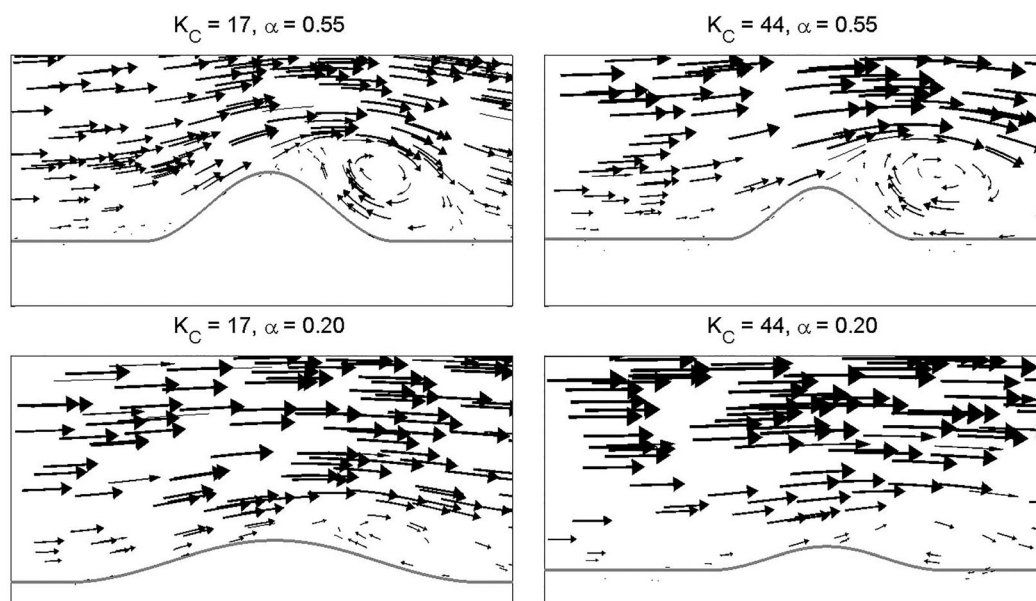 K_C = 17, α = 0.55
K_C = 44, α = 0.55
K_C = 17, α = 0.20
K_C = 44, α = 0.20